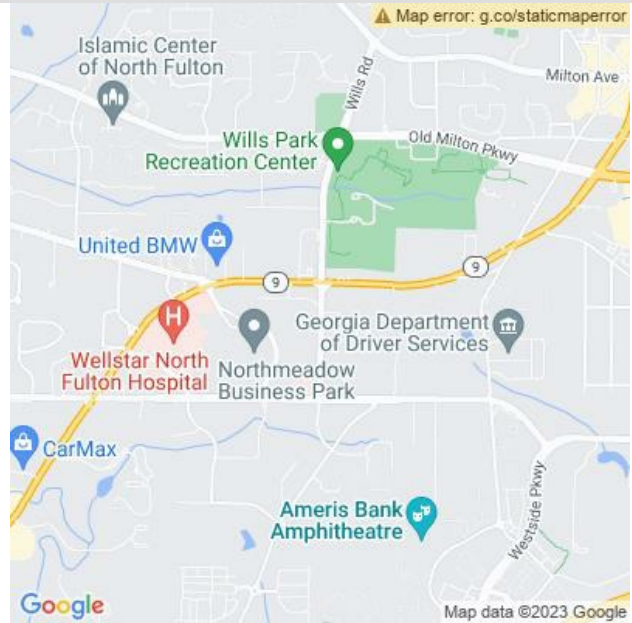 Map error: g.co/staticmaperror
Islamic Center
of North Fulton
Wills Rd
Milton Ave
Wills Park
Recreation Center
Old Milton Pkwy
United BMW
9
9
H
Georgia Department
of Driver Services
Wellstar North
Fulton Hospital
Northmeadow
Business Park
CarMax
Ameris Bank
Amphitheatre
Westside Pkwy
Google
Map data ©2023 Google